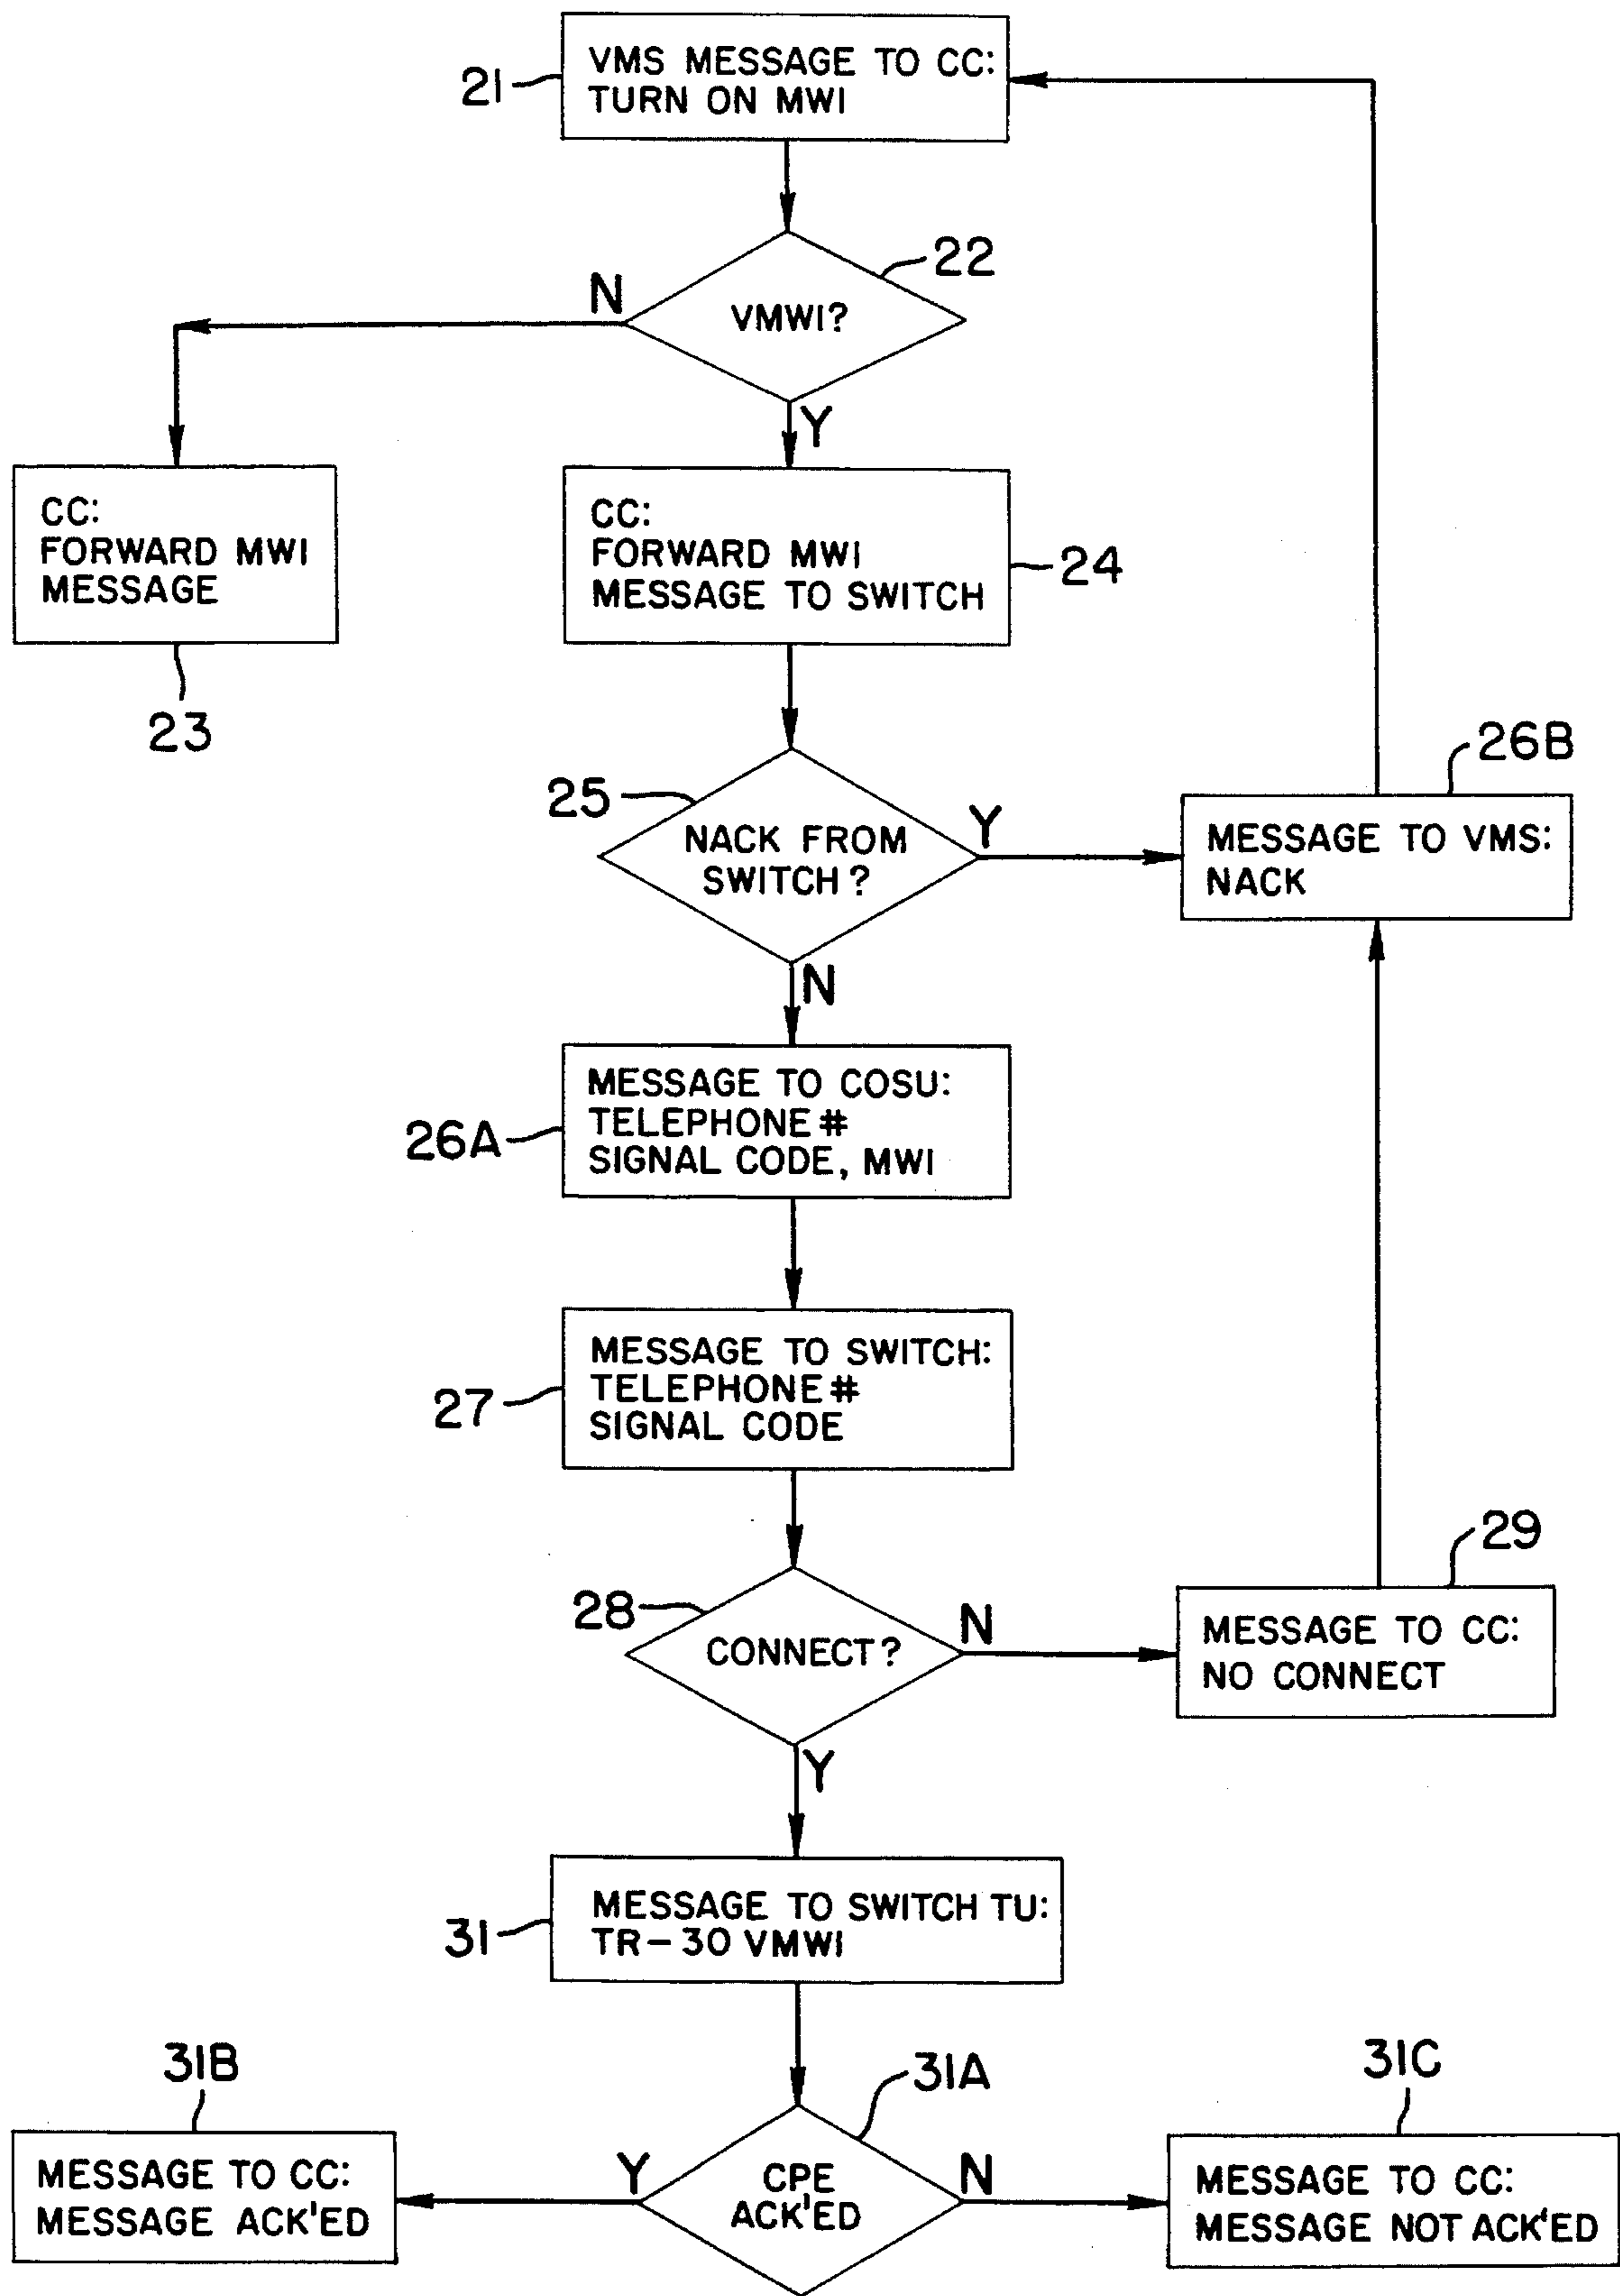 VMS MESSAGE TO CC:
TURN ON MWI
21
22
VMWI?
N
Y
CC:
FORWARD MWI
MESSAGE
23
CC:
FORWARD MWI
MESSAGE TO SWITCH
24
25
NACK FROM
SWITCH?
Y
N
26B
MESSAGE TO VMS:
NACK
MESSAGE TO COSU:
TELEPHONE #
SIGNAL CODE, MWI
26A
MESSAGE TO SWITCH:
TELEPHONE #
SIGNAL CODE
27
28
CONNECT?
N
Y
29
MESSAGE TO CC:
NO CONNECT
MESSAGE TO SWITCH TU:
TR-30 VMWI
31
31A
CPE
ACK'ED
Y
N
31B
MESSAGE TO CC:
MESSAGE ACK'ED
31C
MESSAGE TO CC:
MESSAGE NOT ACK'ED